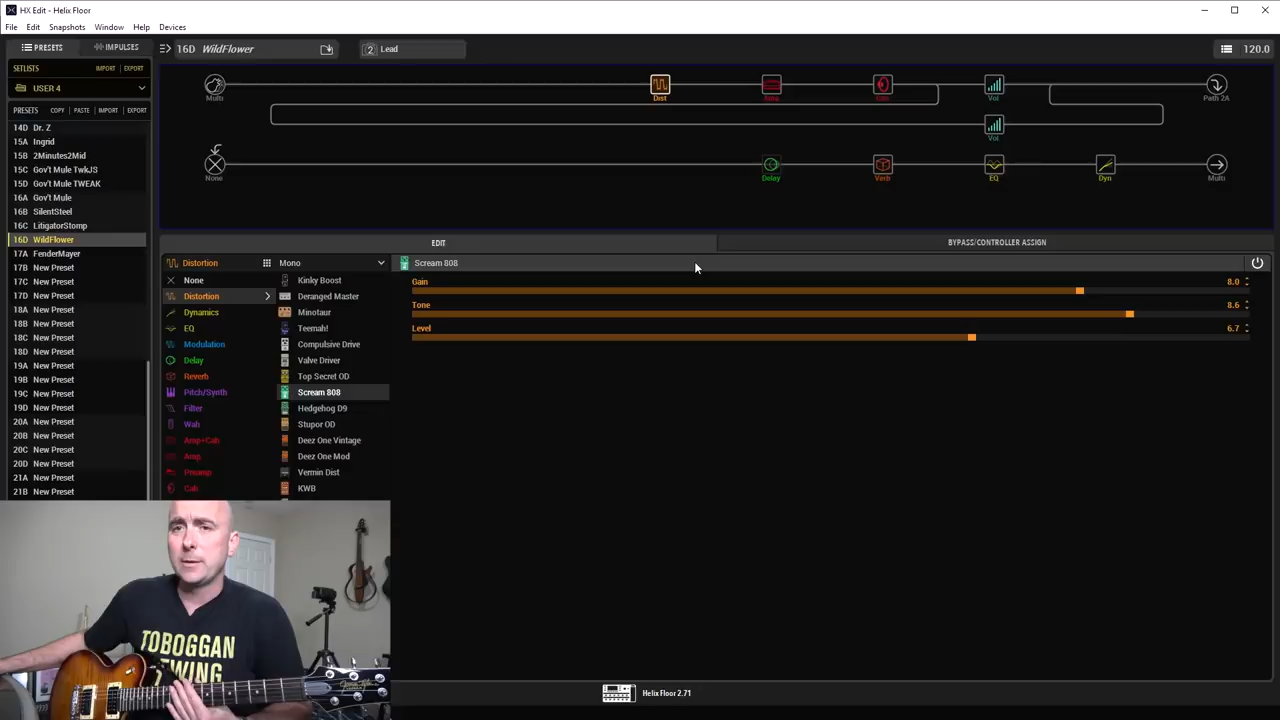 HX Edit - Helix Floor
File Edit Snapshots Window Help Devices
PRESETS IMPULSES
16D WildFlower
2 Lead
120.0
SETLISTS IMPORT EXPORT
USER 4
PRESETS COPY PASTE IMPORT EXPORT
14D Dr. Z
15A Ingrid
15B 2Minutes2Mid
15C Gov't Mule TwkJS
15D Gov't Mule TWEAK
16A Gov't Mule
16B SilentSteel
16C LitigatorStomp
16D WildFlower
17A FenderMayer
17B New Preset
17C New Preset
17D New Preset
18A New Preset
18B New Preset
18C New Preset
18D New Preset
19A New Preset
19B New Preset
19C New Preset
19D New Preset
20A New Preset
20B New Preset
20C New Preset
20D New Preset
21A New Preset
21B New Preset
Multi Dist Amp Cab Vol Path 2A
Vol
None Delay Verb EQ Dyn Multi
EDIT BYPASS/CONTROLLER ASSIGN
Distortion Mono
None
Distortion
Dynamics
EQ
Modulation
Delay
Reverb
Pitch/Synth
Filter
Wah
Amp+Cab
Amp
Preamp
Cab
Kinky Boost
Deranged Master
Minotaur
Teemah!
Compulsive Drive
Valve Driver
Top Secret OD
Scream 808
Hedgehog D9
Stupor OD
Deez One Vintage
Deez One Mod
Vermin Dist
KWB
Scream 808
Gain 8.0
Tone 8.6
Level 6.7
TOBOGGAN
WING
YELL
Helix Floor 2.71